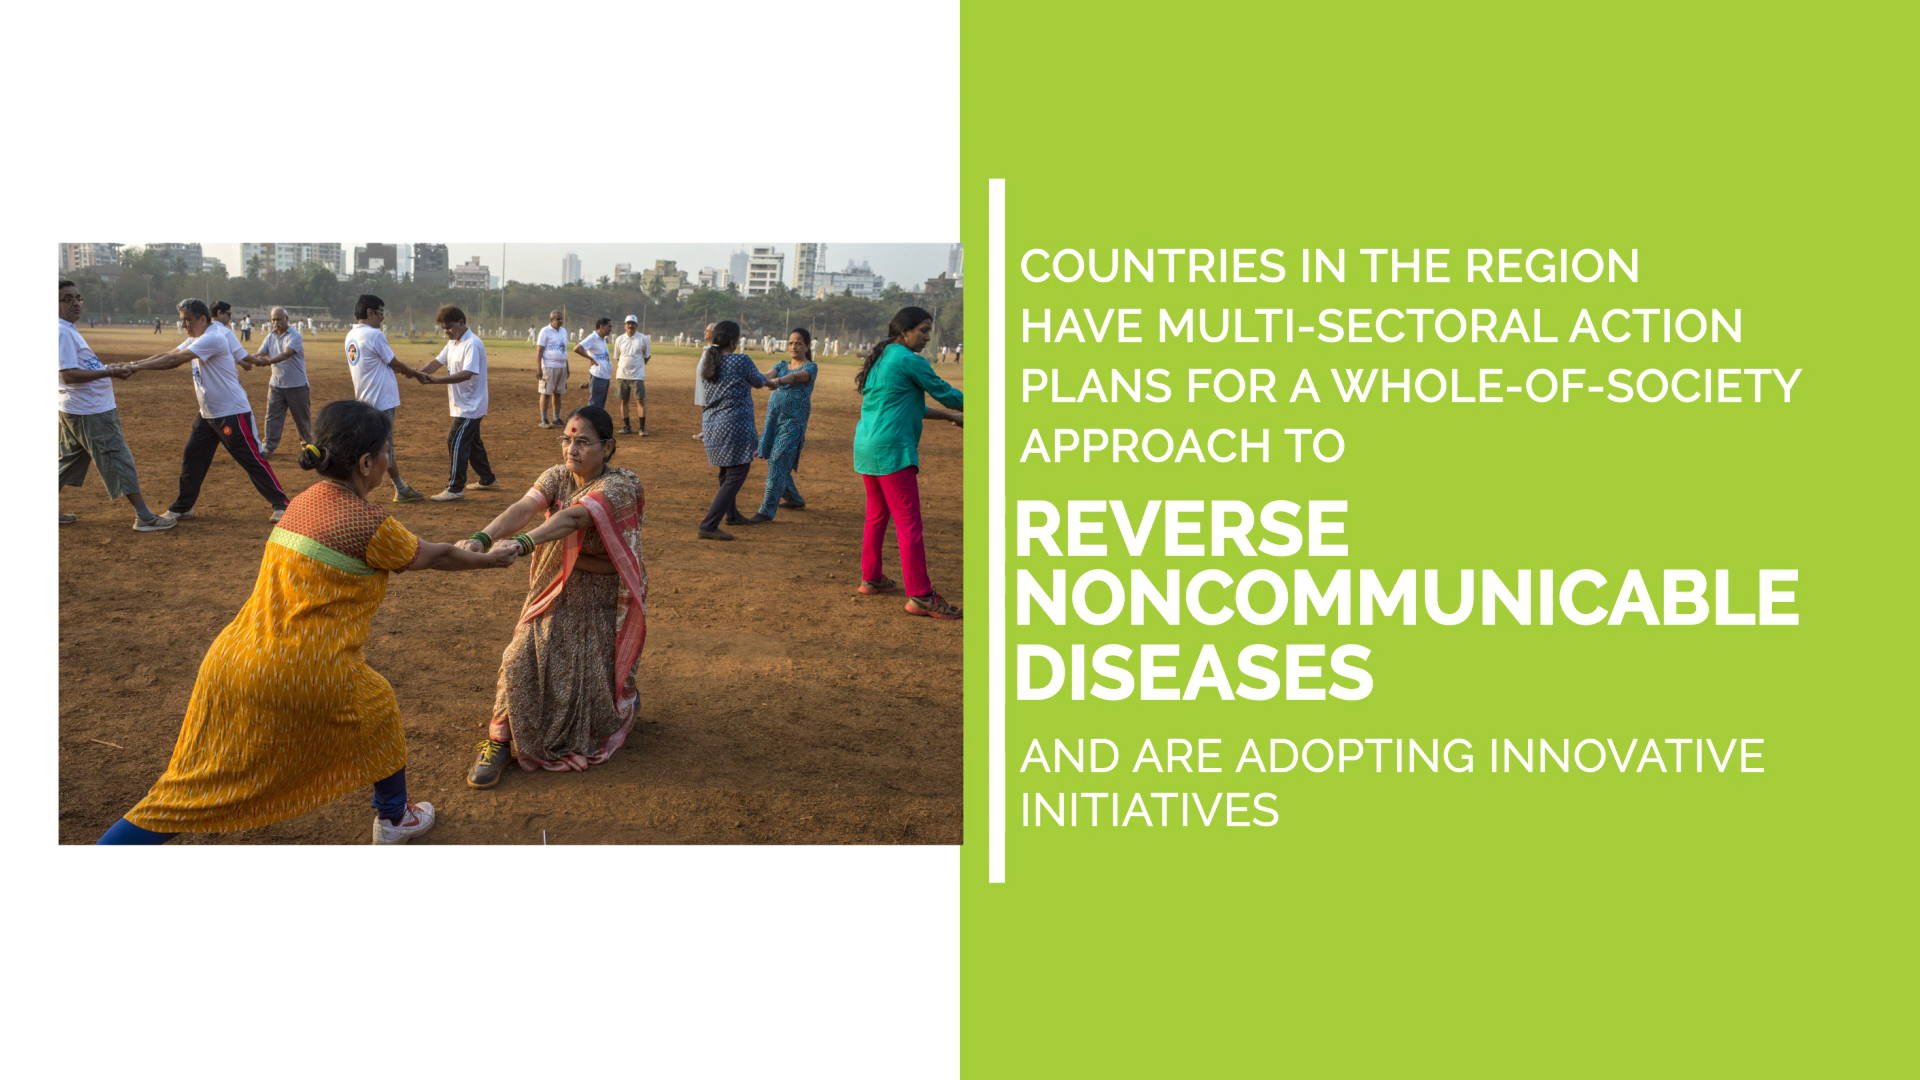 COUNTRIES IN THE REGION
HAVE MULTI-SECTORAL ACTION
PLANS FOR A WHOLE-OF-SOCIETY
APPROACH TO
REVERSE
NONCOMMUNICABLE
DISEASES
AND ARE ADOPTING INNOVATIVE
INITIATIVES